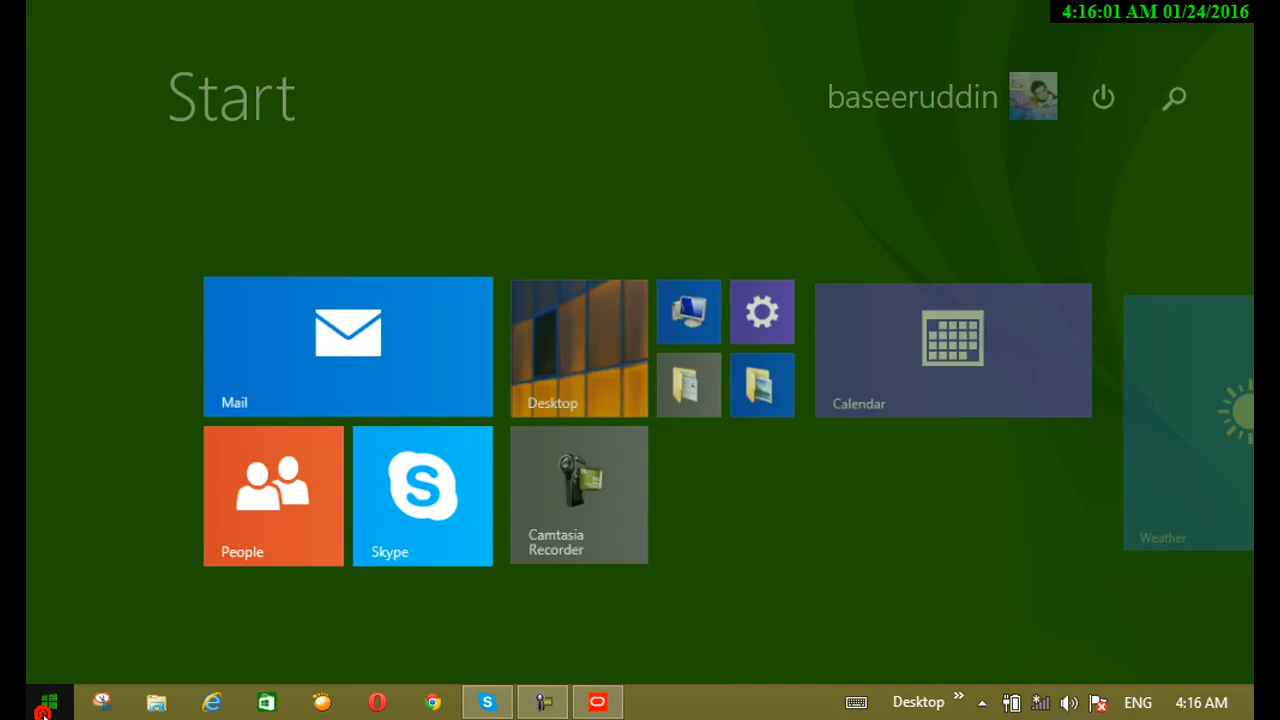 4:16:01 AM 01/24/2016
Start
baseeruddin
Mail
Desktop
Calendar
People
Skype
Camtasia
Recorder
Weather
Desktop
ENG
4:16 AM